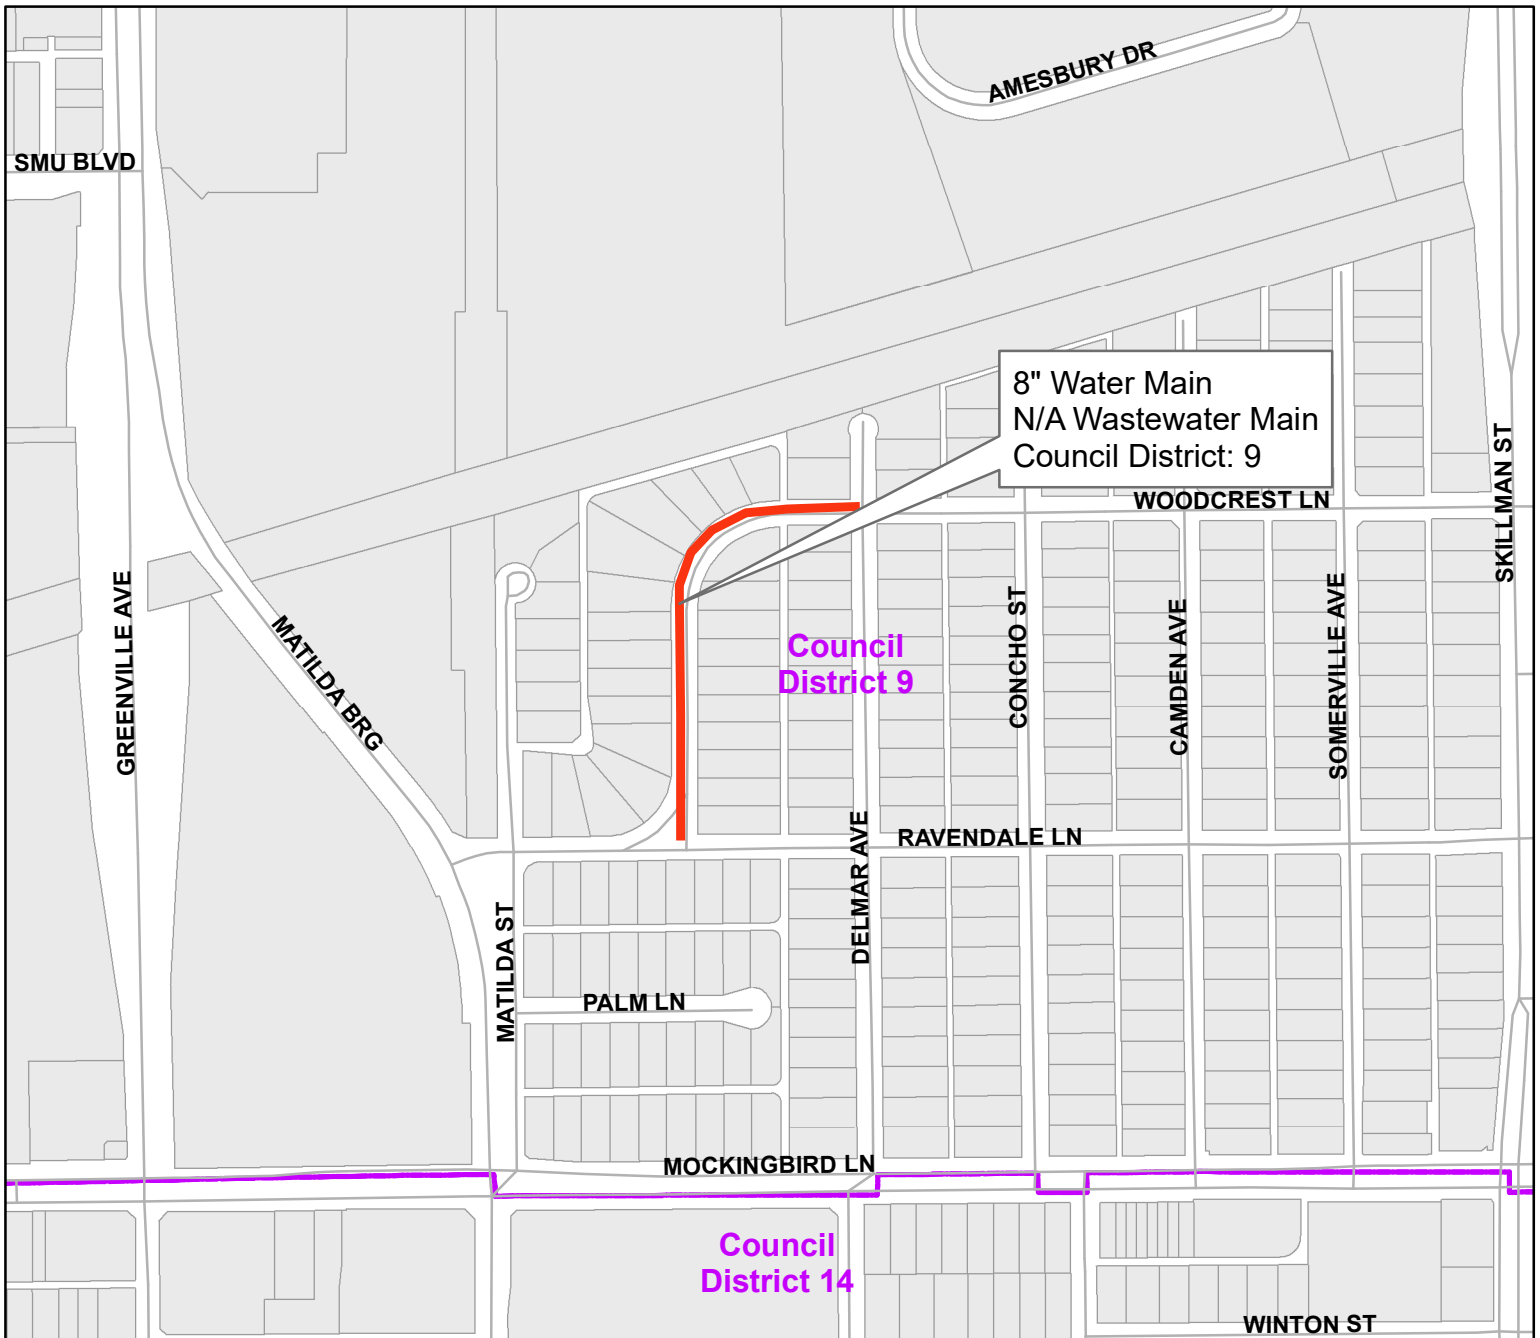 AMESBURY DR
SMU BLVD
8" Water Main
N/A Wastewater Main
Council District: 9
WOODCREST LN
SKILLMAN ST
GREENVILLE AVE
MATILDA BRG
Council
District 9
CONCHO ST
CAMDEN AVE
SOMERVILLE AVE
RAVENDALE LN
DELMAR AVE
MATILDA ST
PALM LN
MOCKINGBIRD LN
Council
District 14
WINTON ST